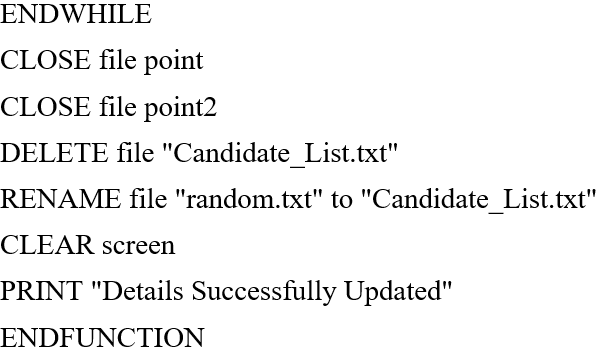 ENDWHILE
CLOSE file point
CLOSE file point2
DELETE file "Candidate_List.txt"
RENAME file "random.txt" to "Candidate_List.txt"
CLEAR screen
PRINT "Details Successfully Updated"
ENDFUNCTION